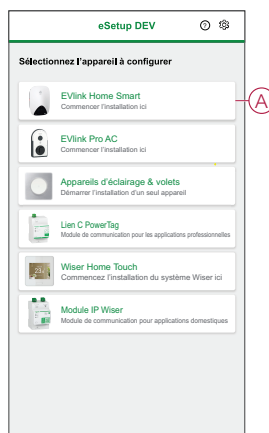 eSetup DEV
Sélectionnez l'appareil à configurer
EVlink Home Smart
Commencer l'installation ici
A
EVlink Pro AC
Commencer l'installation ici
Appareils d'éclairage & volets
Démarrer l'installation d'un seul appareil
Lien C PowerTag
Module de communication pour les applications professionnelles
Wiser Home Touch
Commencez l'installation du système Wiser ici
Module IP Wiser
Module de communication pour applications domestiques